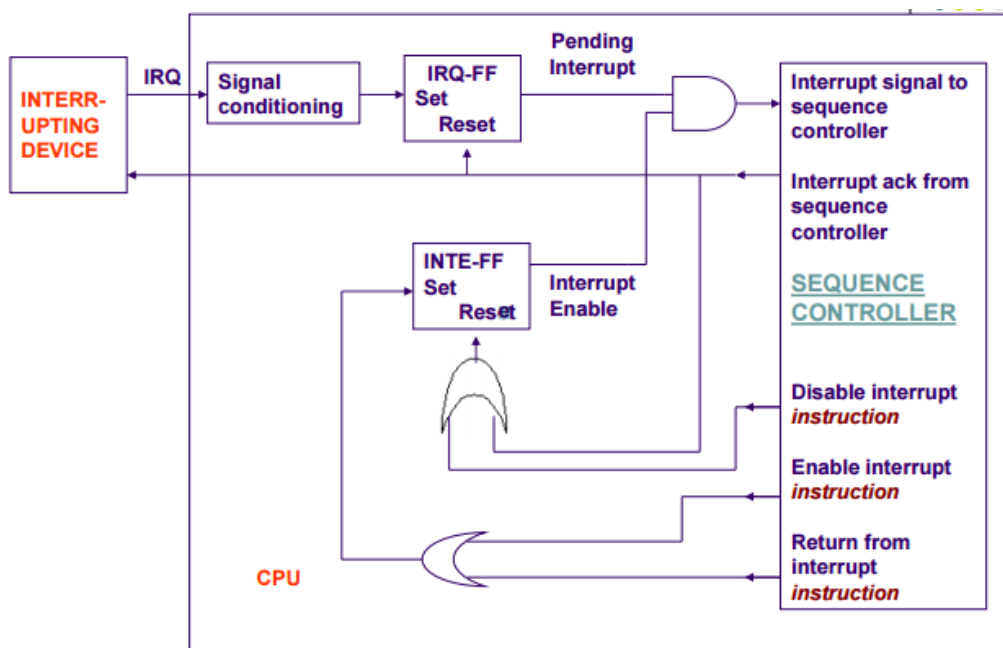 IRQ
INTERR-
UPTING
DEVICE
Signal
conditioning
IRQ-FF
Set
Reset
Pending
Interrupt
Interrupt signal to
sequence
controller
Interrupt ack from
sequence
controller
INTE-FF
Set
Reset
Interrupt
Enable
SEQUENCE
CONTROLLER
Disable interrupt
instruction
Enable interrupt
instruction
Return from
interrupt
instruction
CPU